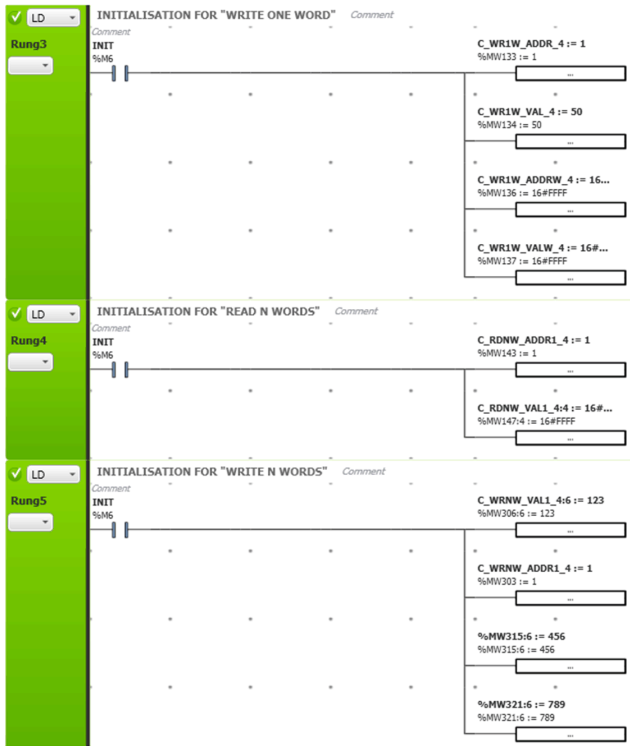 LD
INITIALISATION FOR "WRITE ONE WORD" Comment
Comment
Rung3
INIT
%M6
C_WR1W_ADDR_4 := 1
%MW133 := 1
...
C_WR1W_VAL_4 := 50
%MW134 := 50
...
C_WR1W_ADDRW_4 := 16...
%MW136 := 16#FFFF
...
C_WR1W_VALW_4 := 16#...
%MW137 := 16#FFFF
...
LD
INITIALISATION FOR "READ N WORDS" Comment
Comment
Rung4
INIT
%M6
C_RDNW_ADDR1_4 := 1
%MW143 := 1
...
C_RDNW_VAL1_4:4 := 16#...
%MW147:4 := 16#FFFF
...
LD
INITIALISATION FOR "WRITE N WORDS" Comment
Comment
Rung5
INIT
%M6
C_WRNW_VAL1_4:6 := 123
%MW306:6 := 123
...
C_WRNW_ADDR1_4 := 1
%MW303 := 1
...
%MW315:6 := 456
%MW315:6 := 456
...
%MW321:6 := 789
%MW321:6 := 789
...